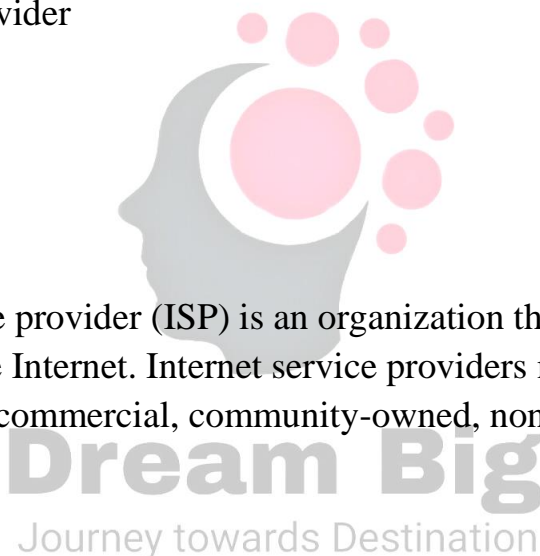 vider
e provider (ISP) is an organization th
e Internet. Internet service providers
commercial, community-owned, non
Dream Big
Journey towards Destination